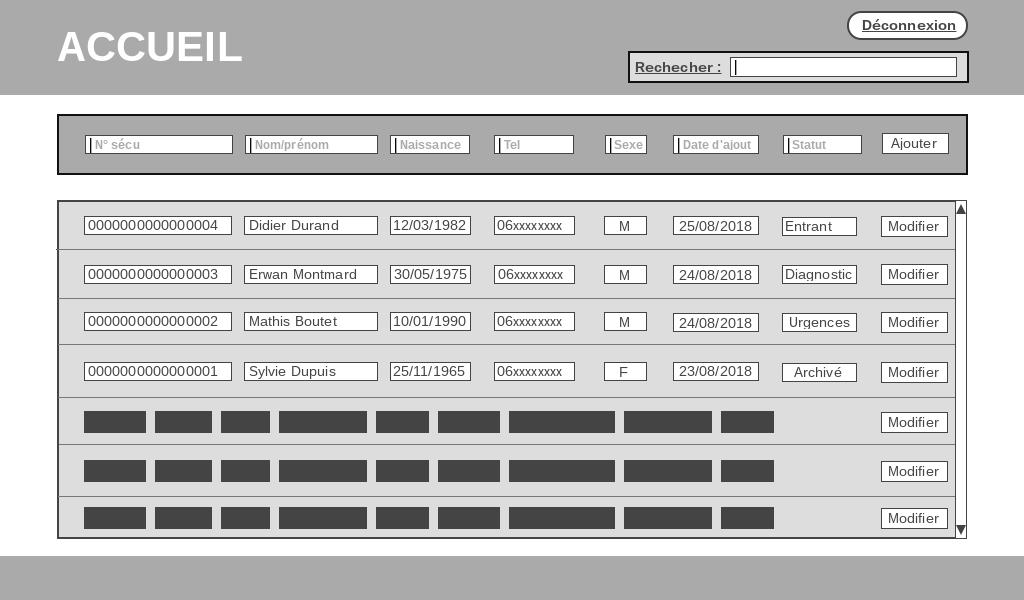 ACCUEIL
Déconnexion
Rechecher :
N° sécu Nom/prénom Naissance Tel Sexe Date d'ajout Statut Ajouter
0000000000000004 Didier Durand 12/03/1982 06xxxxxxxx M 25/08/2018 Entrant Modifier
0000000000000003 Erwan Montmard 30/05/1975 06xxxxxxxx M 24/08/2018 Diagnostic Modifier
0000000000000002 Mathis Boutet 10/01/1990 06xxxxxxxx M 24/08/2018 Urgences Modifier
0000000000000001 Sylvie Dupuis 25/11/1965 06xxxxxxxx F 23/08/2018 Archivé Modifier
Modifier
Modifier
Modifier